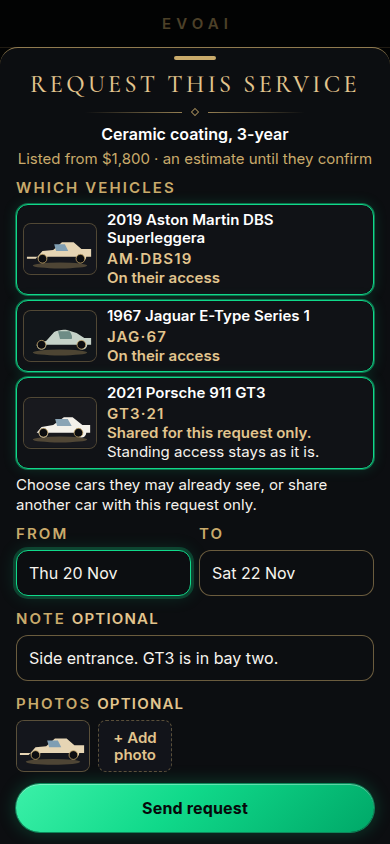 EVOAI
REQUEST THIS SERVICE
Ceramic coating, 3-year
Listed from $1,800 · an estimate until they confirm
WHICH VEHICLES
2019 Aston Martin DBS
Superleggera
AM·DBS19
On their access
1967 Jaguar E-Type Series 1
JAG·67
On their access
2021 Porsche 911 GT3
GT3·21
Shared for this request only.
Standing access stays as it is.
Choose cars they may already see, or share
another car with this request only.
FROM
TO
Thu 20 Nov
Sat 22 Nov
NOTE OPTIONAL
Side entrance. GT3 is in bay two.
PHOTOS OPTIONAL
+ Add
photo
Send request